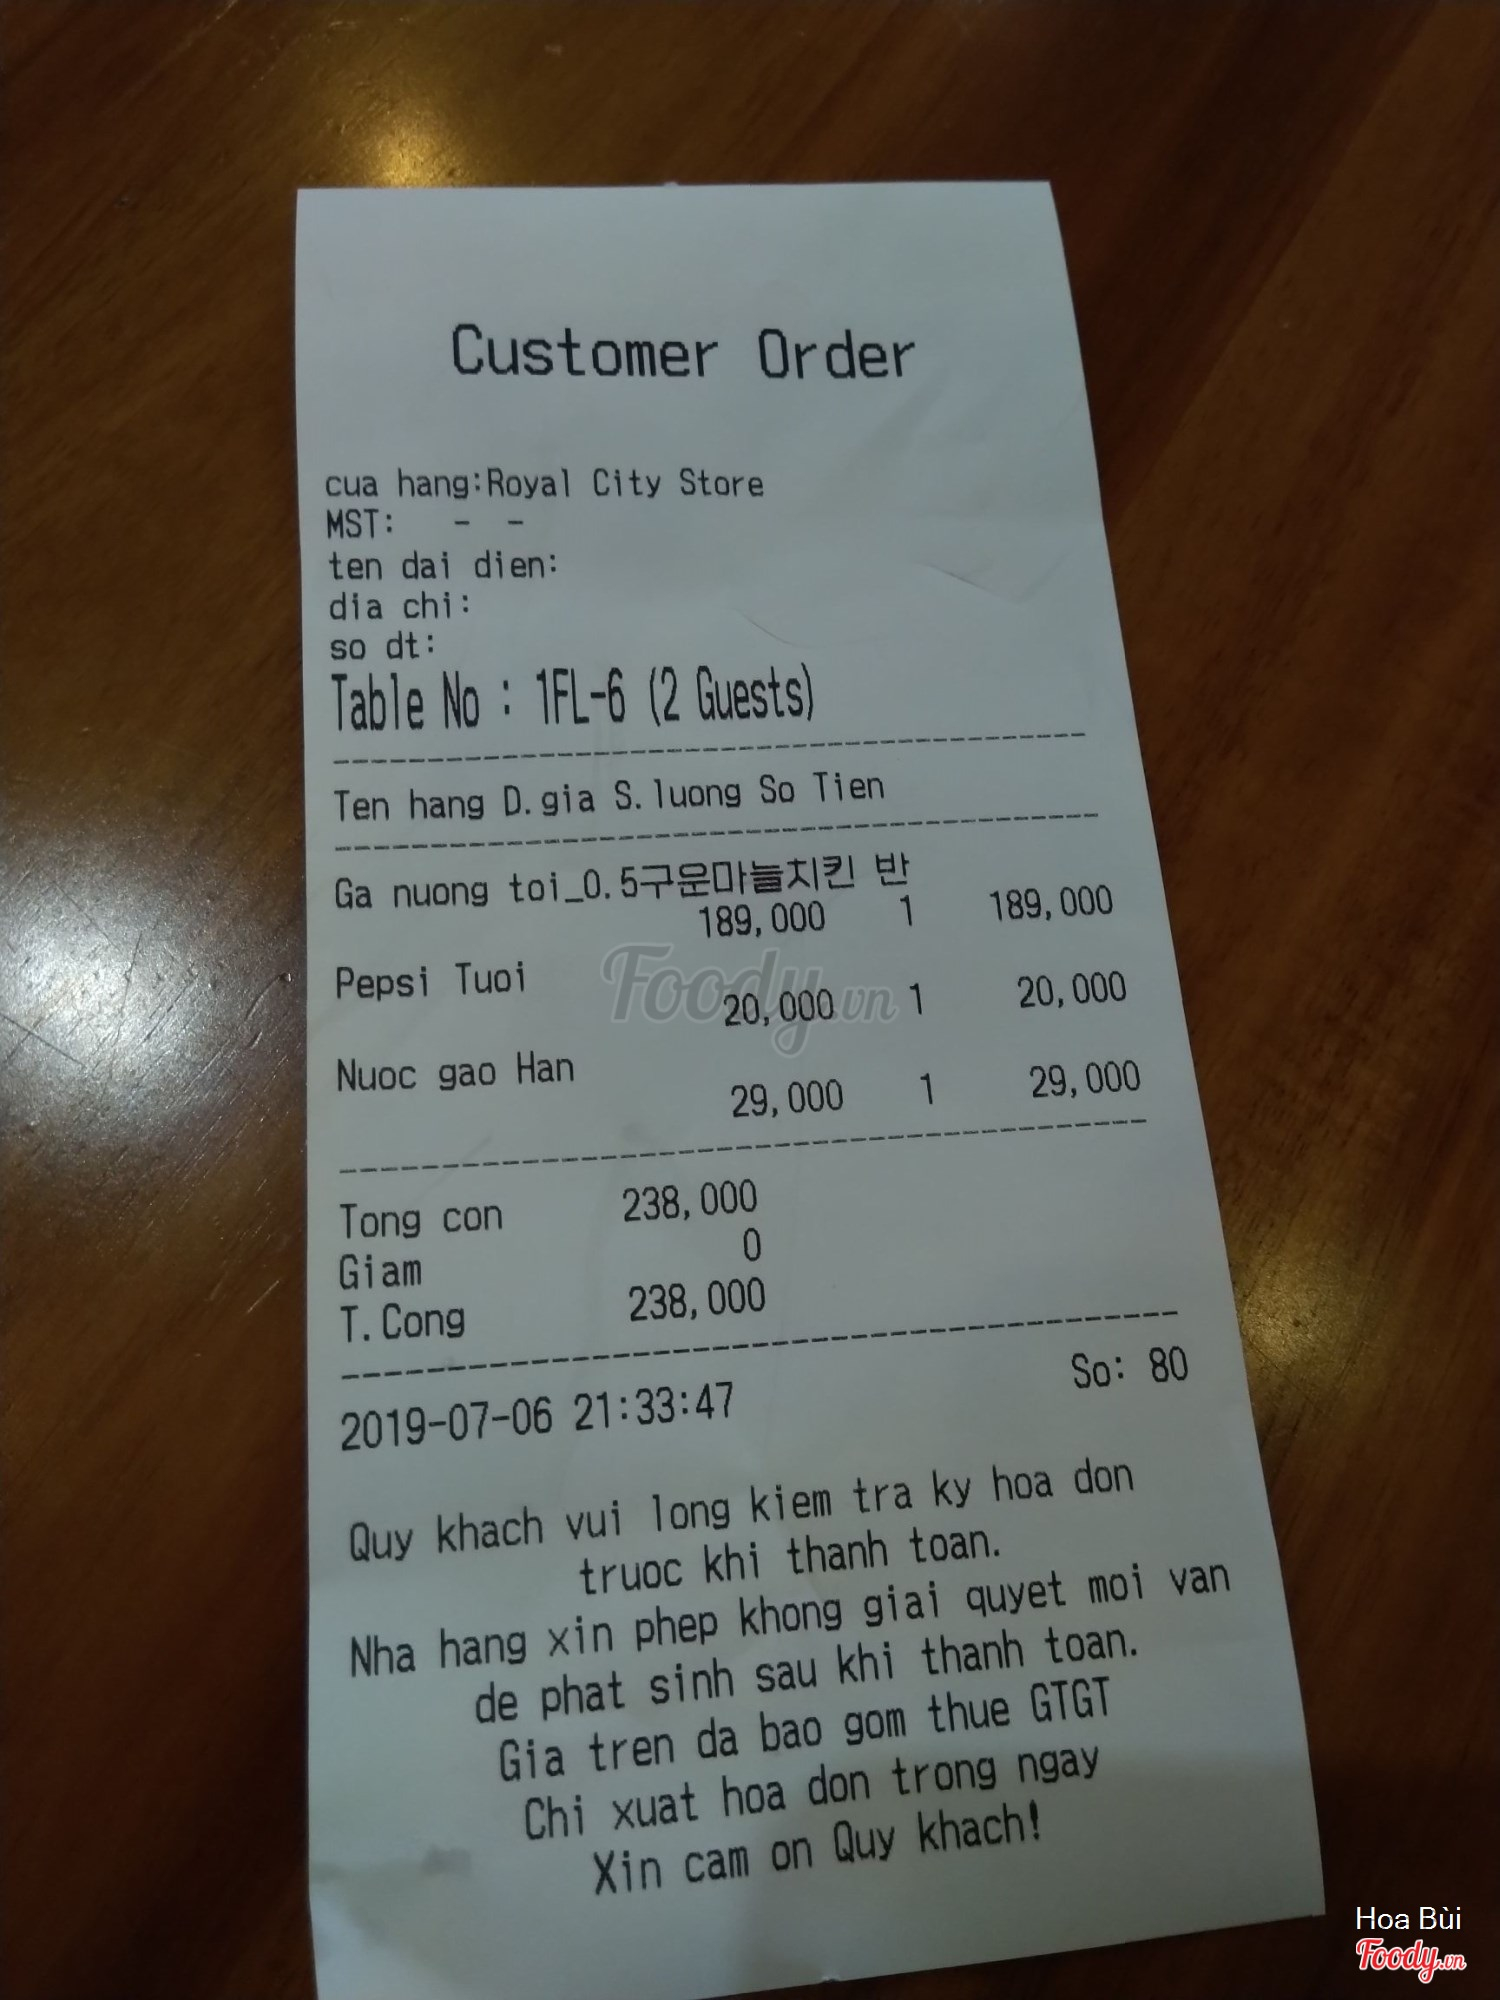 Customer Order
cua hang:Royal City Store
MST: - -
ten dai dien:
dia chi:
so dt:
Table No : 1FL-6 (2 Guests)
Ten hang D.gia S.luong So Tien
Ga nuong toi_0.5구운마늘치킨 반
189,000 1 189,000
Pepsi Tuoi
20,000 1 20,000
Nuoc gao Han
29,000 1 29,000
Tong con 238,000
Giam 0
T.Cong 238,000
So: 80
2019-07-06 21:33:47
Quy khach vui long kiem tra ky hoa don
truoc khi thanh toan.
Nha hang xin phep khong giai quyet moi van
de phat sinh sau khi thanh toan.
Gia tren da bao gom thue GTGT
Chi xuat hoa don trong ngay
Xin cam on Quy khach!
Foody.vn
Hoa Bùi
Foody.vn